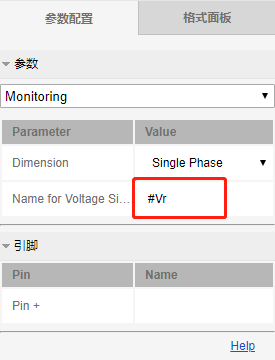 参数配置 格式面板
参数
Monitoring
Parameter Value
Dimension Single Phase
Name for Voltage Si... #Vr
引脚
Pin Name
Pin +
Help